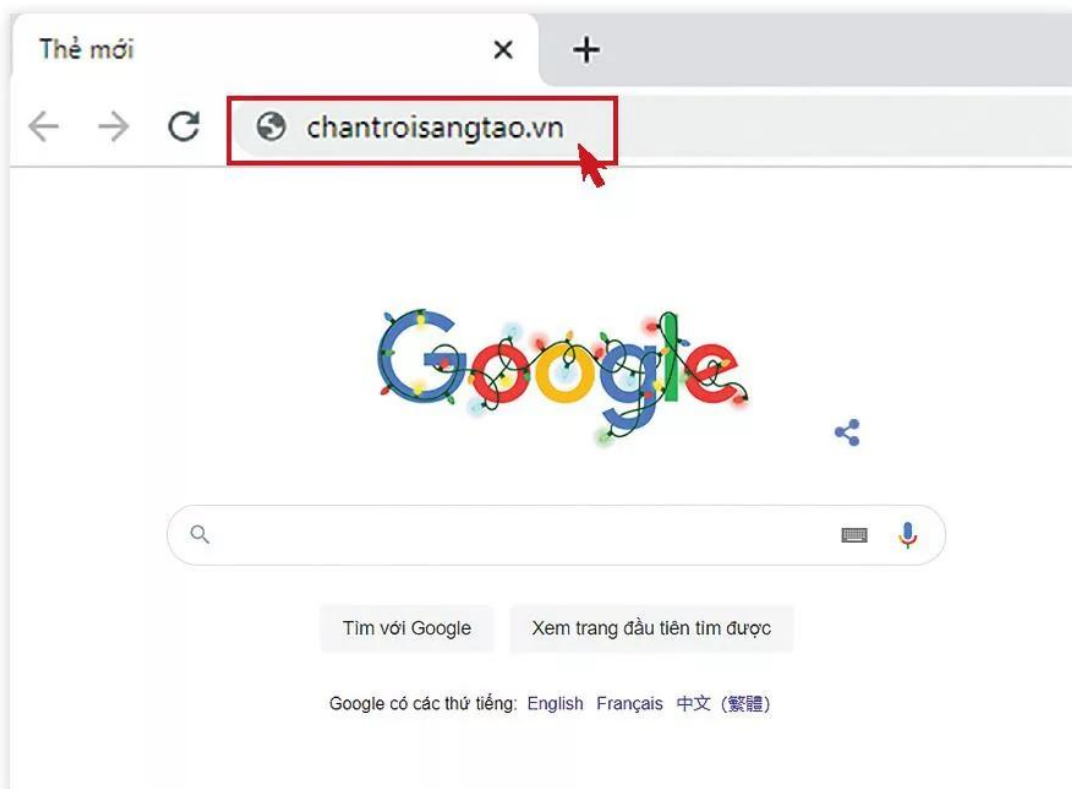 Thẻ mới
chantroisangtao.vn
Google
Tìm với Google
Xem trang đầu tiên tìm được
Google có các thứ tiếng: English Français 中文 (繁體)